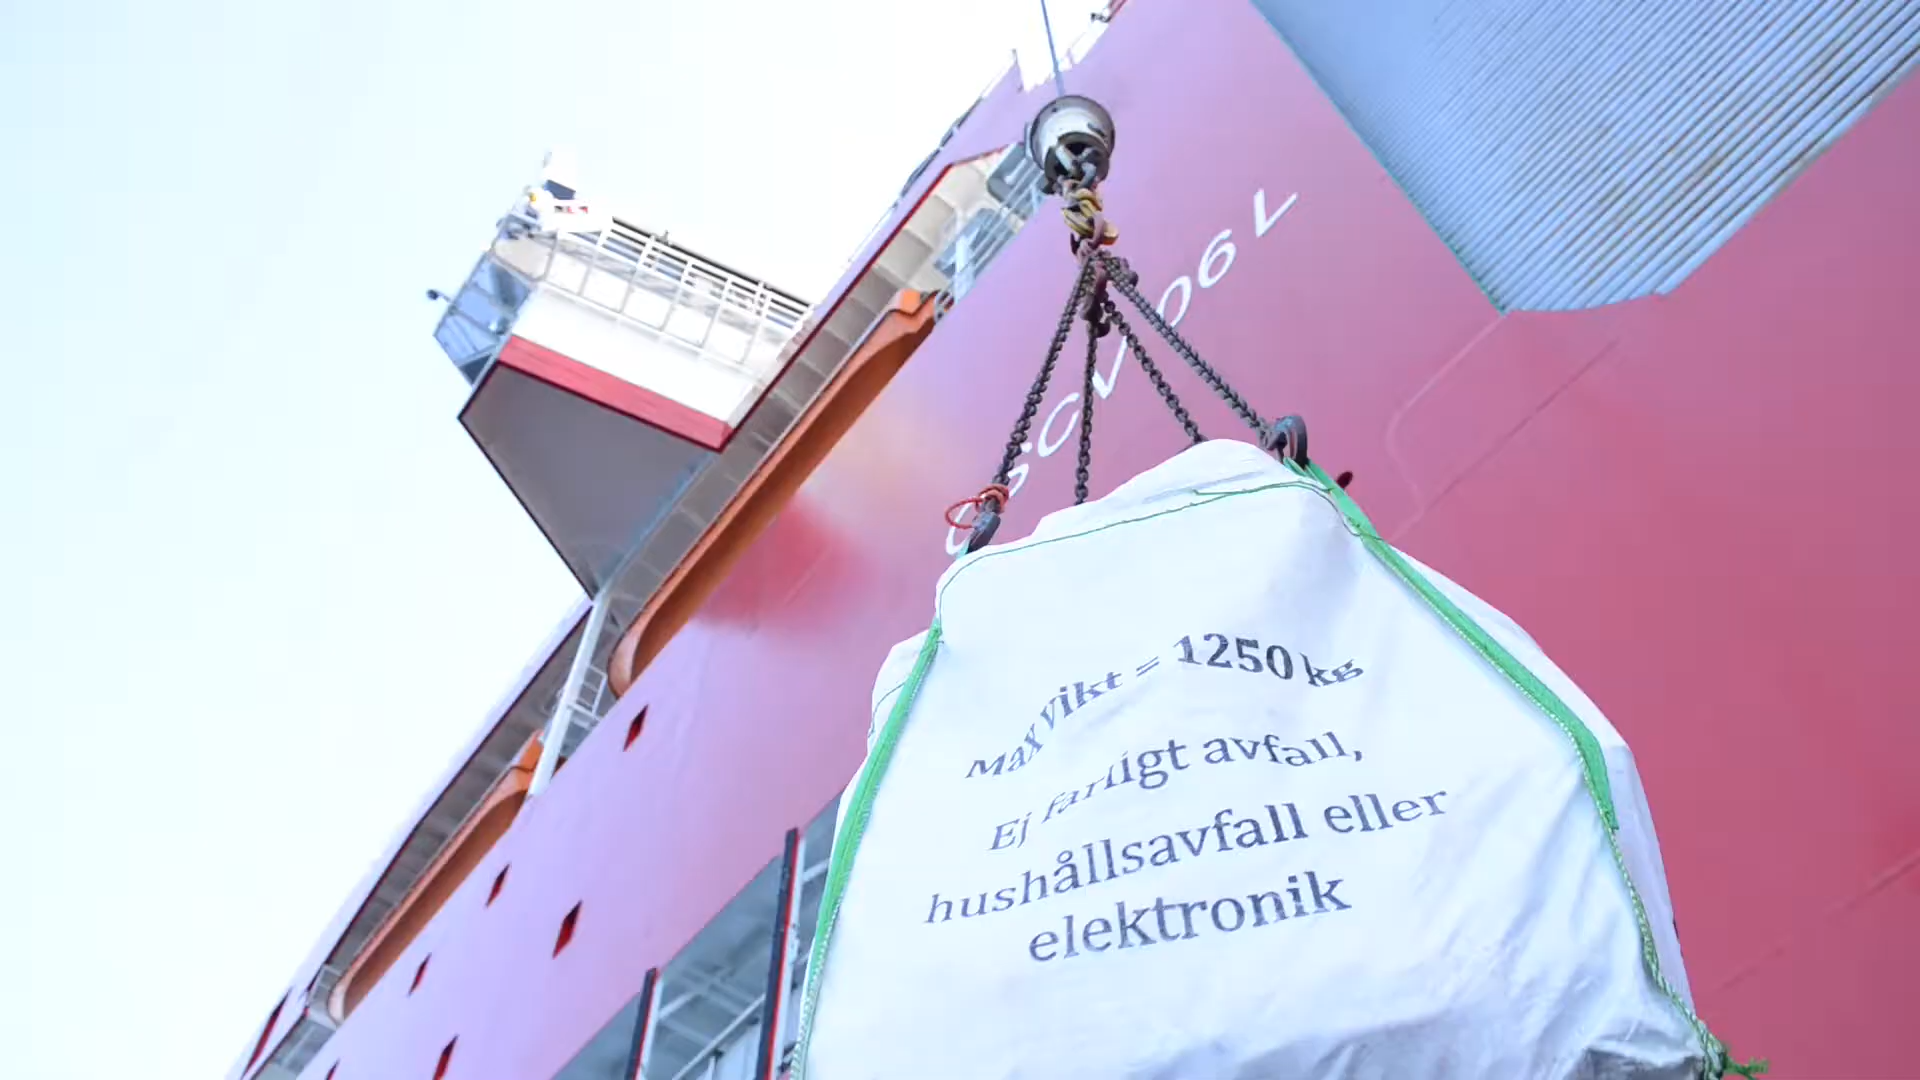 Max vikt = 1250 kg
Ej farligt avfall,
hushållsavfall eller
elektronik